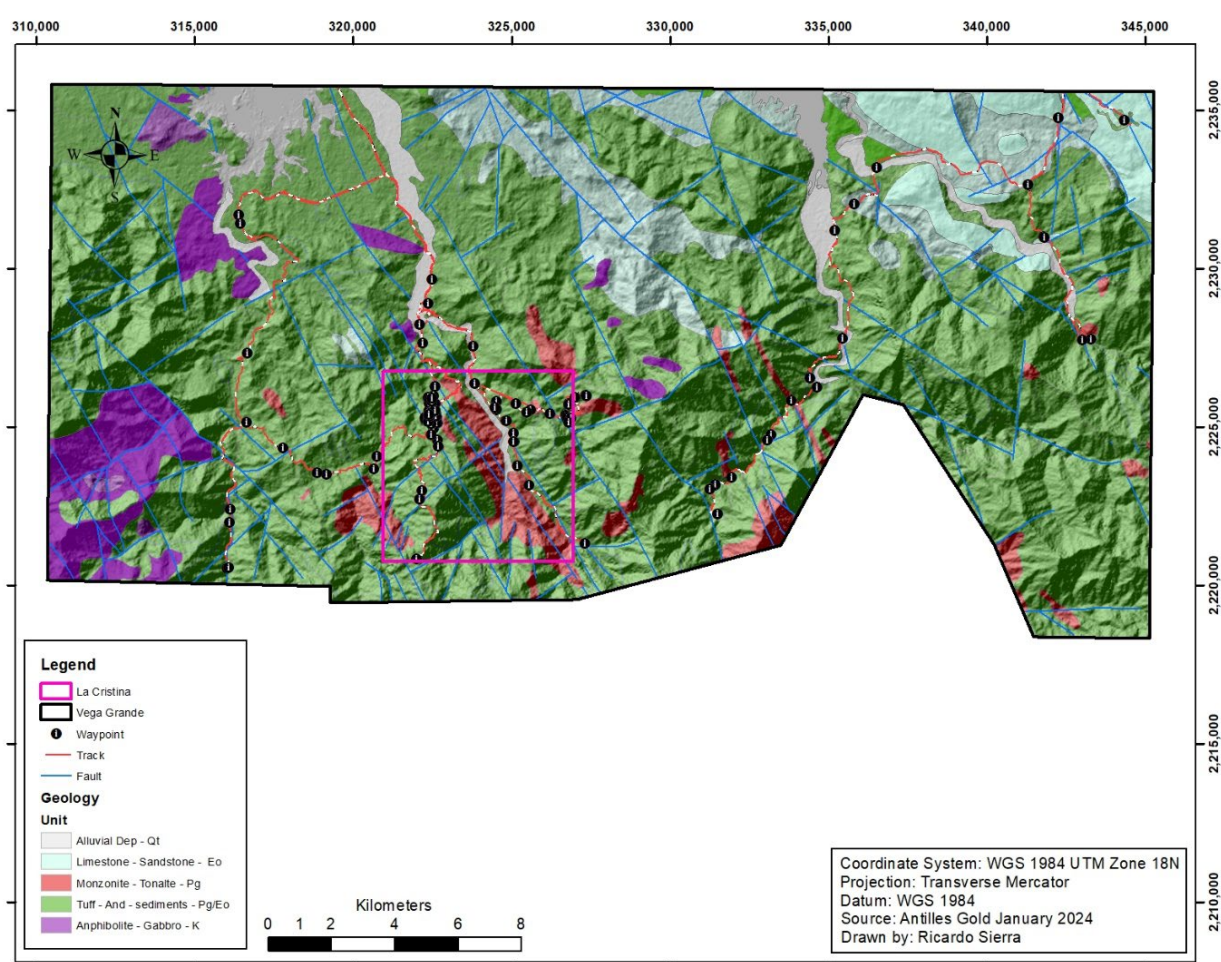 310,000 315,000 320,000 325,000 330,000 335,000 340,000 345,000
2,235,000
N
W E
S
2,230,000
2,225,000
2,220,000
2,215,000
2,210,000
Legend
La Cristina
Vega Grande
Waypoint
Track
Fault
Geology
Unit
Alluvial Dep - Qt
Limestone - Sandstone - Eo
Monzonite - Tonalte - Pg
Tuff - And - sediments - Pg/Eo
Anphibolite - Gabbro - K
Kilometers
0 1 2 4 6 8
Coordinate System: WGS 1984 UTM Zone 18N
Projection: Transverse Mercator
Datum: WGS 1984
Source: Antilles Gold January 2024
Drawn by: Ricardo Sierra